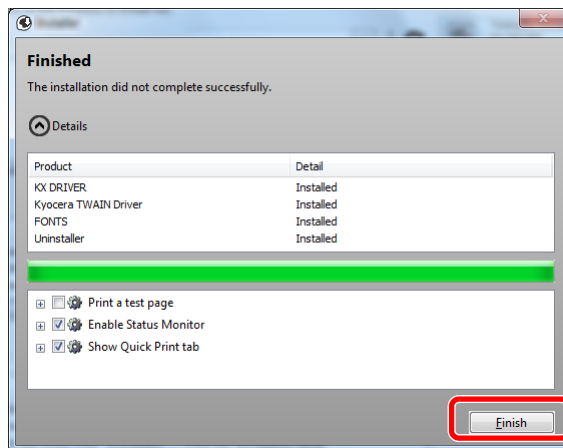 Installer
Finished
The installation did not complete successfully.
Details
Product Detail
KX DRIVER Installed
Kyocera TWAIN Driver Installed
FONTS Installed
Uninstaller Installed
Print a test page
Enable Status Monitor
Show Quick Print tab
Finish